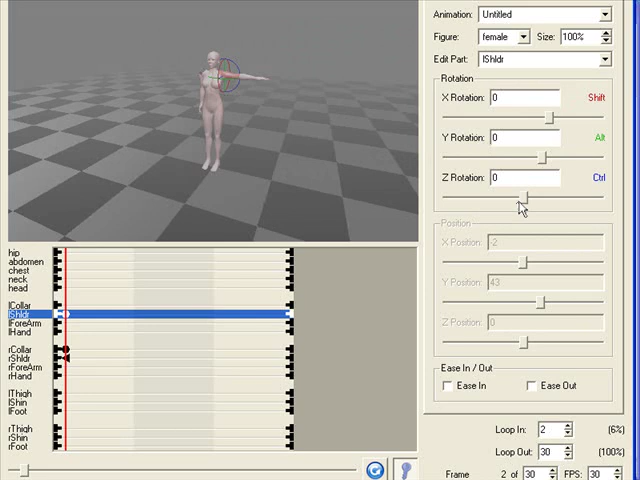 Animation: Untitled
Figure: female Size: 100%
Edit Part: lShldr
Rotation
X Rotation: 0 Shift
Y Rotation: 0 Alt
Z Rotation: 0 Ctrl
Position
X Position: -2
Y Position: 43
Z Position: 0
Ease In / Out
Ease In Ease Out
Loop In: 2 (6%)
Loop Out: 30 (100%)
Frame 2 of 30 FPS: 30
hip
abdomen
chest
neck
head
lCollar
lShldr
lForeArm
lHand
rCollar
rShldr
rForeArm
rHand
lThigh
lShin
lFoot
rThigh
rShin
rFoot